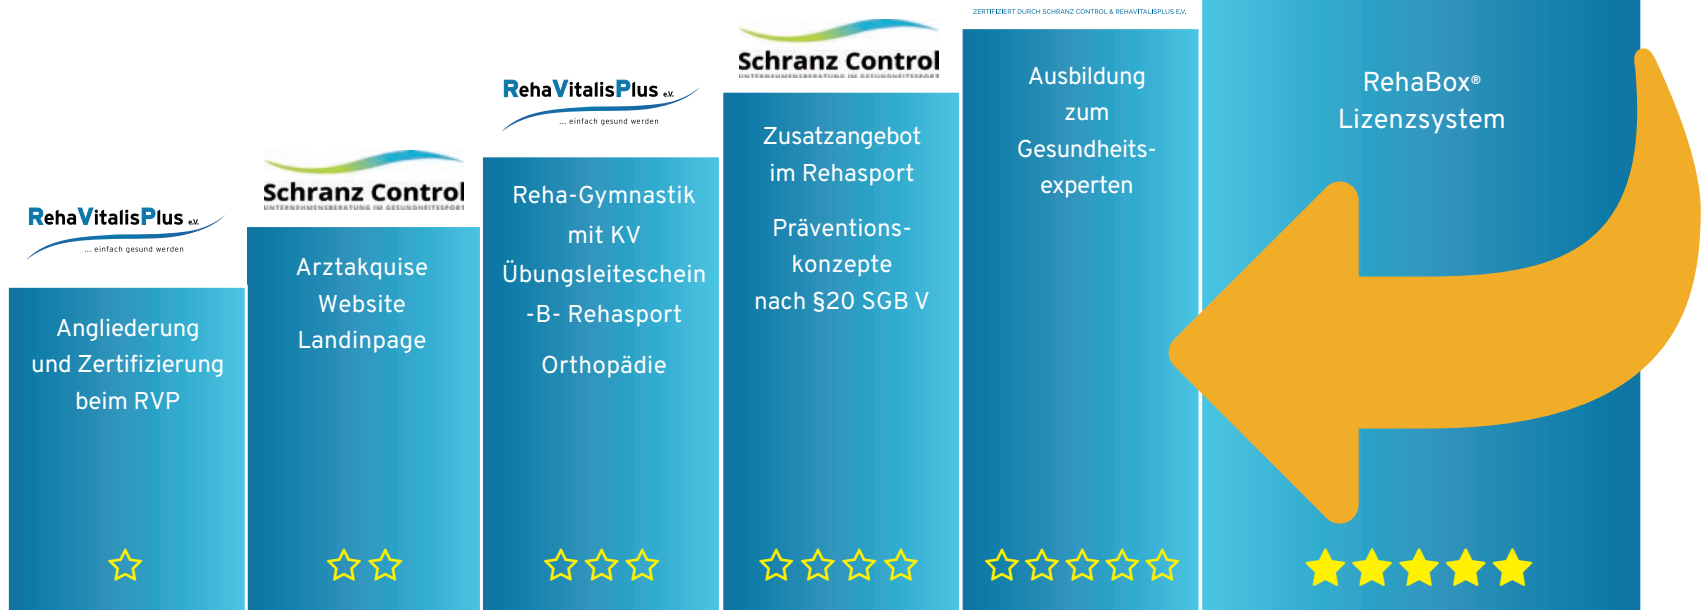 RehaVitalisPlus e.V.
... einfach gesund werden
Angliederung
und Zertifizierung
beim RVP
Schranz Control
UNTERNEHMENSBERATUNG IM GESUNDHEITSSPORT
Arztakquise
Website
Landinpage
RehaVitalisPlus e.V.
... einfach gesund werden
Reha-Gymnastik
mit KV
Übungsleiteschein
-B- Rehasport
Orthopädie
Schranz Control
UNTERNEHMENSBERATUNG IM GESUNDHEITSSPORT
Zusatzangebot
im Rehasport
Präventions-
konzepte
nach §20 SGB V
ZERTIFIZIERT DURCH SCHRANZ CONTROL & REHAVITALISPLUS E.V.
Ausbildung
zum
Gesundheits-
experten
RehaBox®
Lizenzsystem